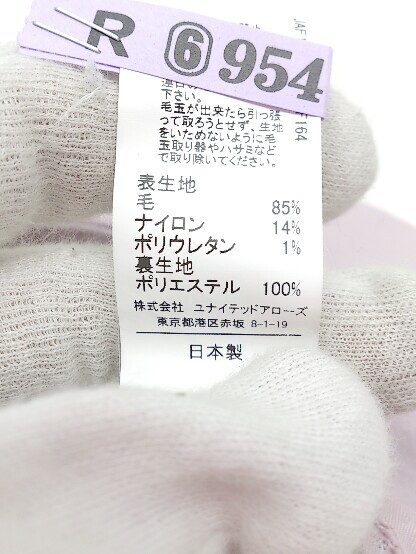 R ⑥954
下さい。
毛玉が出来たら引っ張
って取ろうとせず、生地
をいためないように毛
玉取り器やハサミなど
で取り除いてください。
表生地
毛 85%
ナイロン 14%
ポリウレタン 1%
裏生地
ポリエステル 100%
株式会社 ユナイテッドアローズ
東京都港区赤坂 8-1-19
日本製